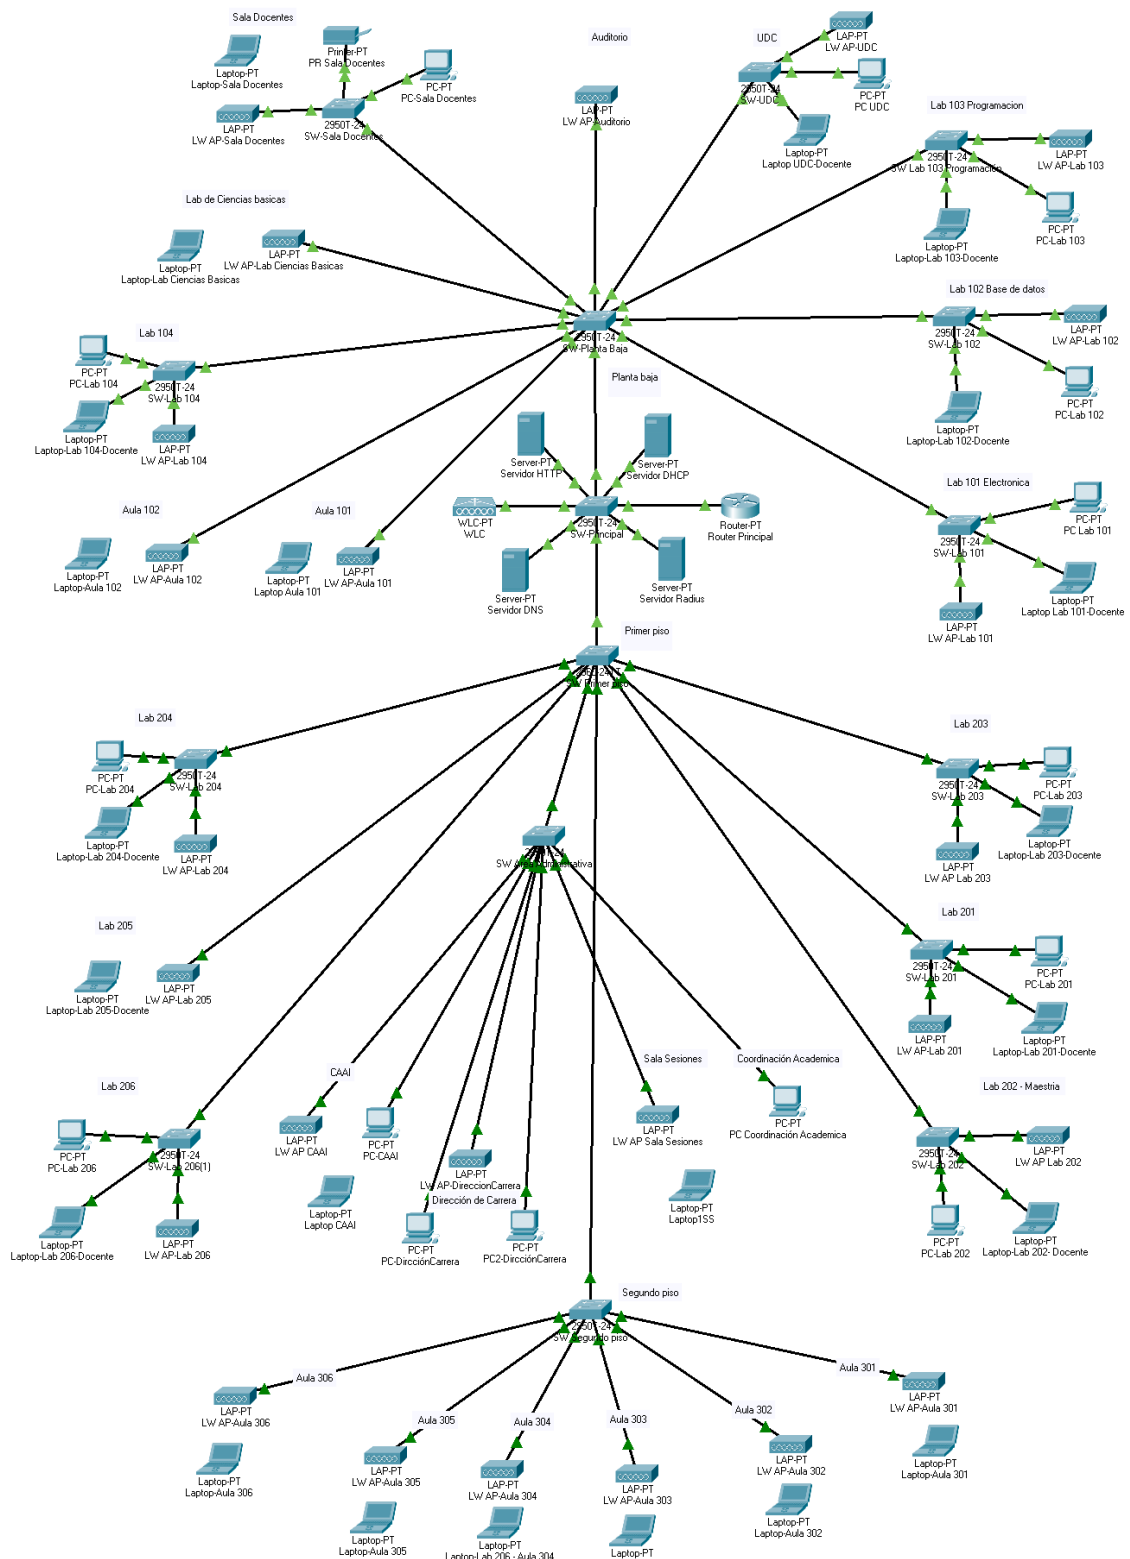 Sala Docentes
Printer-PT
PR Sala Docentes
Laptop-PT
Laptop-Sala Docentes
PC-PT
PC-Sala Docentes
LAP-PT
LW AP-Sala Docentes
2950T-24
SW-Sala Docentes
Auditorio
LAP-PT
LW AP-Auditorio
UDC
LAP-PT
LW AP-UDC
2950T-24
SW-UDC
PC-PT
PC UDC
Laptop-PT
Laptop UDC-Docente
Lab 103 Programacion
2950T-24
SW Lab 103 Programación
LAP-PT
LW AP-Lab 103
PC-PT
PC-Lab 103
Laptop-PT
Laptop-Lab 103-Docente
Lab de Ciencias basicas
Laptop-PT
Laptop-Lab Ciencias Basicas
LAP-PT
LW AP-Lab Ciencias Basicas
Lab 102 Base de datos
2950T-24
SW-Lab 102
LAP-PT
LW AP-Lab 102
PC-PT
PC-Lab 102
Laptop-PT
Laptop-Lab 102-Docente
2950T-24
SW-Planta Baja
Planta baja
Lab 104
PC-PT
PC-Lab 104
2950T-24
SW-Lab 104
Laptop-PT
Laptop-Lab 104-Docente
LAP-PT
LW AP-Lab 104
Server-PT
Servidor HTTP
Server-PT
Servidor DHCP
WLC-PT
WLC
2950T-24
SW-Principal
Router-PT
Router Principal
Server-PT
Servidor DNS
Server-PT
Servidor Radius
Lab 101 Electronica
PC-PT
PC Lab 101
2950T-24
SW-Lab 101
Laptop-PT
Laptop Lab 101-Docente
LAP-PT
LW AP-Lab 101
Aula 102
Laptop-PT
Laptop-Aula 102
LAP-PT
LW AP-Aula 102
Aula 101
Laptop-PT
Laptop Aula 101
LAP-PT
LW AP-Aula 101
Primer piso
SW Primer piso
Lab 204
PC-PT
PC-Lab 204
2950T-24
SW-Lab 204
Laptop-PT
Laptop-Lab 204-Docente
LAP-PT
LW AP-Lab 204
Lab 203
2950T-24
SW-Lab 203
PC-PT
PC-Lab 203
Laptop-PT
Laptop-Lab 203-Docente
LAP-PT
LW AP Lab 203
2950T-24
SW Area Administrativa
Lab 205
Laptop-PT
Laptop-Lab 205-Docente
LAP-PT
LW AP-Lab 205
Lab 201
2950T-24
SW-Lab 201
PC-PT
PC-Lab 201
LAP-PT
LW AP-Lab 201
Laptop-PT
Laptop-Lab 201-Docente
Lab 206
PC-PT
PC-Lab 206
2950T-24
SW-Lab 206(1)
Laptop-PT
Laptop-Lab 206-Docente
LAP-PT
LW AP-Lab 206
CAAI
LAP-PT
LW AP CAAI
PC-PT
PC-CAAI
Laptop-PT
Laptop CAAI
LAP-PT
LW AP-DireccionCarrera
Dirección de Carrera
PC-PT
PC-DircciónCarrera
PC-PT
PC2-DircciónCarrera
Sala Sesiones
LAP-PT
LW AP Sala Sesiones
Laptop-PT
Laptop1SS
Coordinación Academica
PC-PT
PC Coordinación Academica
Lab 202 - Maestria
2950T-24
SW-Lab 202
LAP-PT
LW AP Lab 202
PC-PT
PC-Lab 202
Laptop-PT
Laptop-Lab 202- Docente
Segundo piso
2950T-24
SW Segundo piso
Aula 306
LAP-PT
LW AP-Aula 306
Laptop-PT
Laptop-Aula 306
Aula 305
LAP-PT
LW AP-Aula 305
Laptop-PT
Laptop-Aula 305
Aula 304
LAP-PT
LW AP-Aula 304
Laptop-PT
Laptop-Lab 206 - Aula 304
Aula 303
LAP-PT
LW AP-Aula 303
Laptop-PT
Aula 302
LAP-PT
LW AP-Aula 302
Laptop-PT
Laptop-Aula 302
Aula 301
LAP-PT
LW AP-Aula 301
Laptop-PT
Laptop-Aula 301